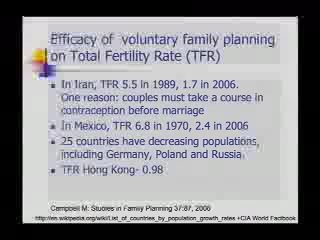 Efficacy of voluntary family planning
on Total Fertility Rate (TFR)
In Iran, TFR 5.5 in 1989, 1.7 in 2006.
One reason: couples must take a course in
contraception before marriage
In Mexico, TFR 6.8 in 1970, 2.4 in 2006
25 countries have decreasing populations,
including Germany, Poland and Russia.
TFR Hong Kong- 0.98
Campbell M: Studies in Family Planning 37:87, 2006
http://en.wikipedia.org/wiki/List_of_countries_by_population_growth_rates +CIA World Factbook